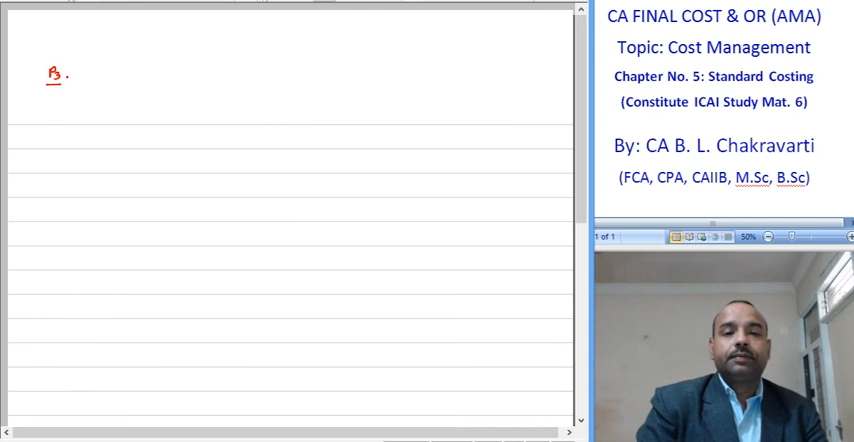 P3.
CA FINAL COST & OR (AMA)
Topic: Cost Management
Chapter No. 5: Standard Costing
(Constitute ICAI Study Mat. 6)
By: CA B. L. Chakravarti
(FCA, CPA, CAIIB, M.Sc, B.Sc)
1 of 1
50%